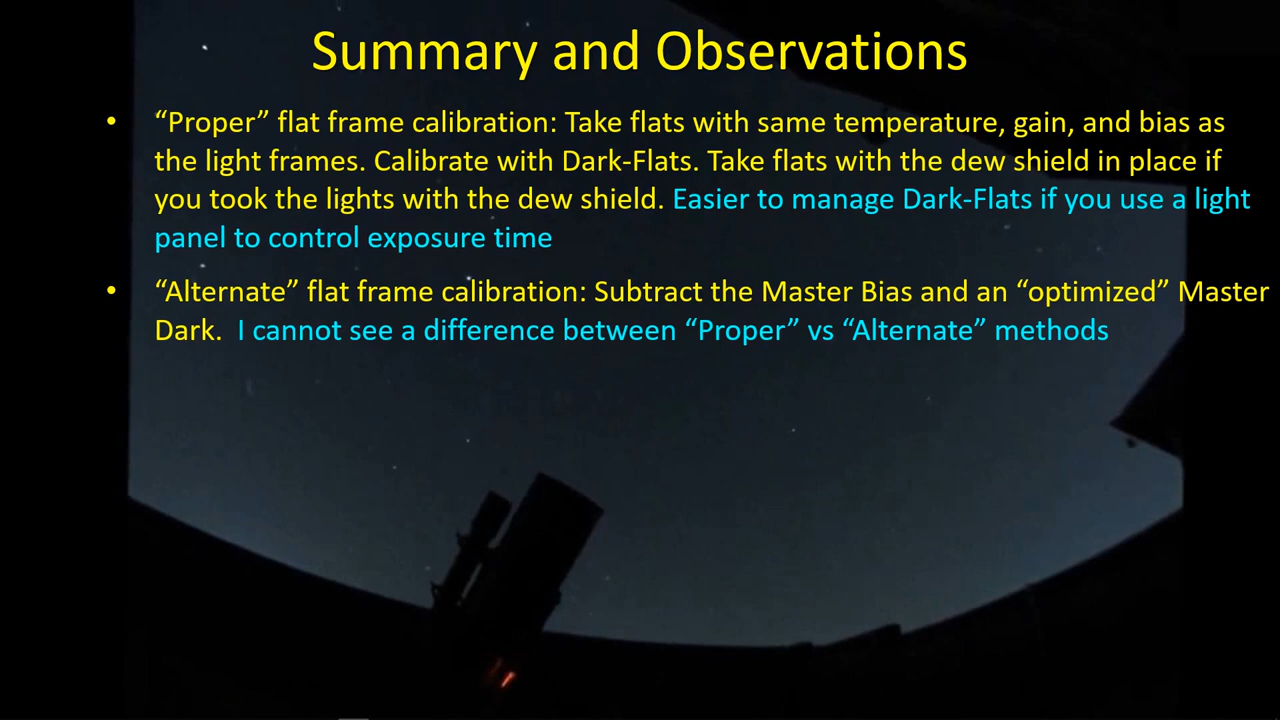 Summary and Observations
• “Proper” flat frame calibration: Take flats with same temperature, gain, and bias as
the light frames. Calibrate with Dark-Flats. Take flats with the dew shield in place if
you took the lights with the dew shield. Easier to manage Dark-Flats if you use a light
panel to control exposure time
• “Alternate” flat frame calibration: Subtract the Master Bias and an “optimized” Master
Dark. I cannot see a difference between “Proper” vs “Alternate” methods